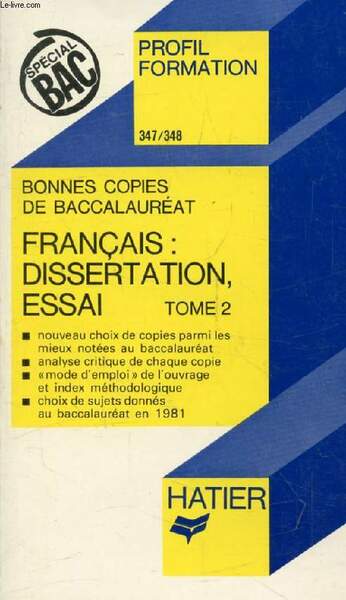 Le-livre.com
SPÉCIAL
BAC
PROFIL
FORMATION
347/348
BONNES COPIES
DE BACCALAURÉAT
FRANÇAIS :
DISSERTATION,
ESSAI TOME 2
■ nouveau choix de copies parmi les
mieux notées au baccalauréat
■ analyse critique de chaque copie
■ «mode d'emploi» de l'ouvrage
et index méthodologique
■ choix de sujets donnés
au baccalauréat en 1981
HATIER